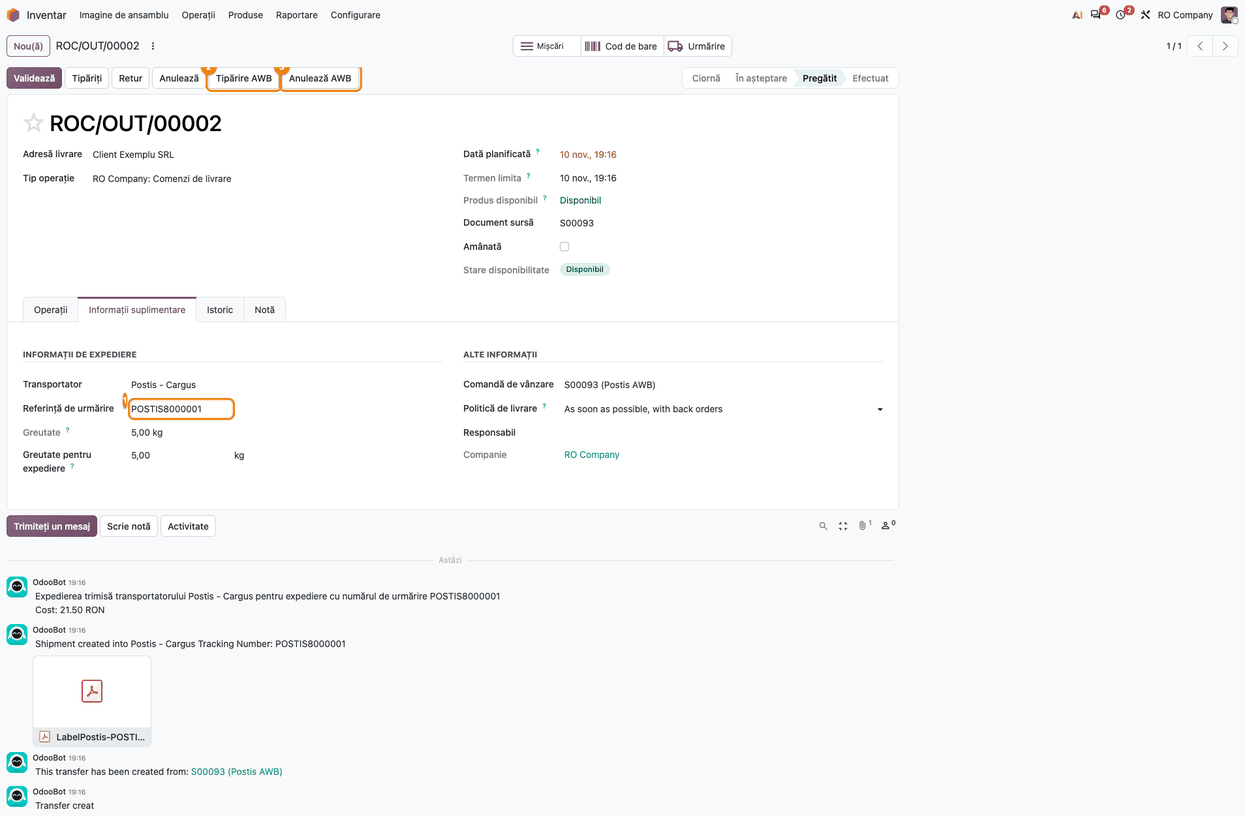 Inventar Imagine de ansamblu Operații Produse Raportare Configurare 6 2 RO Company
Nou(ă) ROC/OUT/00002 Mișcări Cod de bare Urmărire 1/1
Validează Tipăriți Retur Anulează Tipărire AWB Anulează AWB Ciornă În așteptare Pregătit Efectuat
ROC/OUT/00002
Adresă livrare Client Exemplu SRL Dată planificată ? 10 nov., 19:16
Tip operație RO Company: Comenzi de livrare Termen limita ? 10 nov., 19:16
Produs disponibil ? Disponibil
Document sursă S00093
Amânată
Stare disponibilitate Disponibil
Operații Informații suplimentare Istoric Notă
INFORMAȚII DE EXPEDIERE ALTE INFORMAȚII
Transportator Postis - Cargus Comandă de vânzare S00093 (Postis AWB)
Referință de urmărire 1 POSTIS8000001 Politică de livrare ? As soon as possible, with back orders
Greutate ? 5,00 kg Responsabil
Greutate pentru expediere ? 5,00 kg Companie RO Company
Trimiteți un mesaj Scrie notă Activitate 1 0
Astăzi
OdooBot 19:16
Expedierea trimisă transportatorului Postis - Cargus pentru expediere cu numărul de urmărire POSTIS8000001
Cost: 21.50 RON
OdooBot 19:16
Shipment created into Postis - Cargus Tracking Number: POSTIS8000001
LabelPostis-POSTI...
OdooBot 19:16
This transfer has been created from: S00093 (Postis AWB)
OdooBot 19:16
Transfer creat